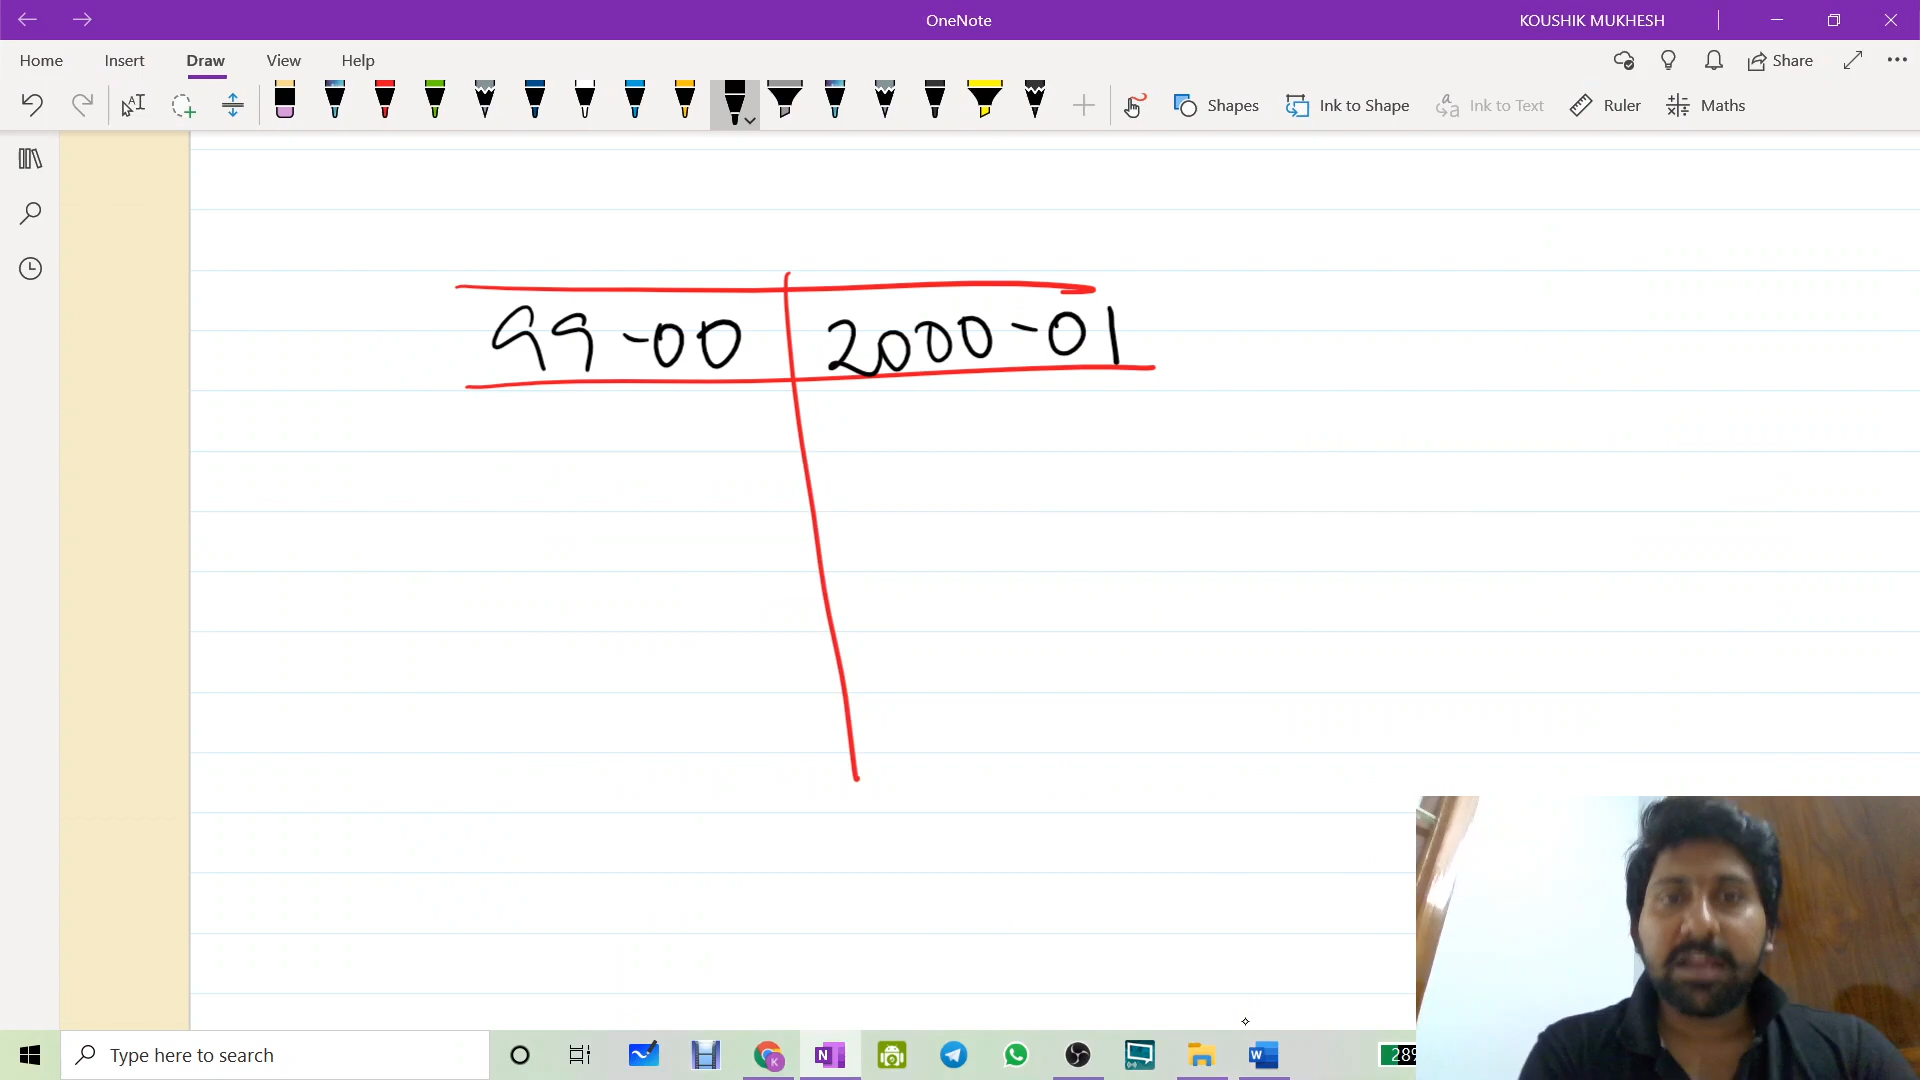 OneNote
KOUSHIK MUKHESH
Home Insert Draw View Help
Share
Shapes Ink to Shape Ink to Text Ruler Maths
99-00 2000-01
Type here to search
28%